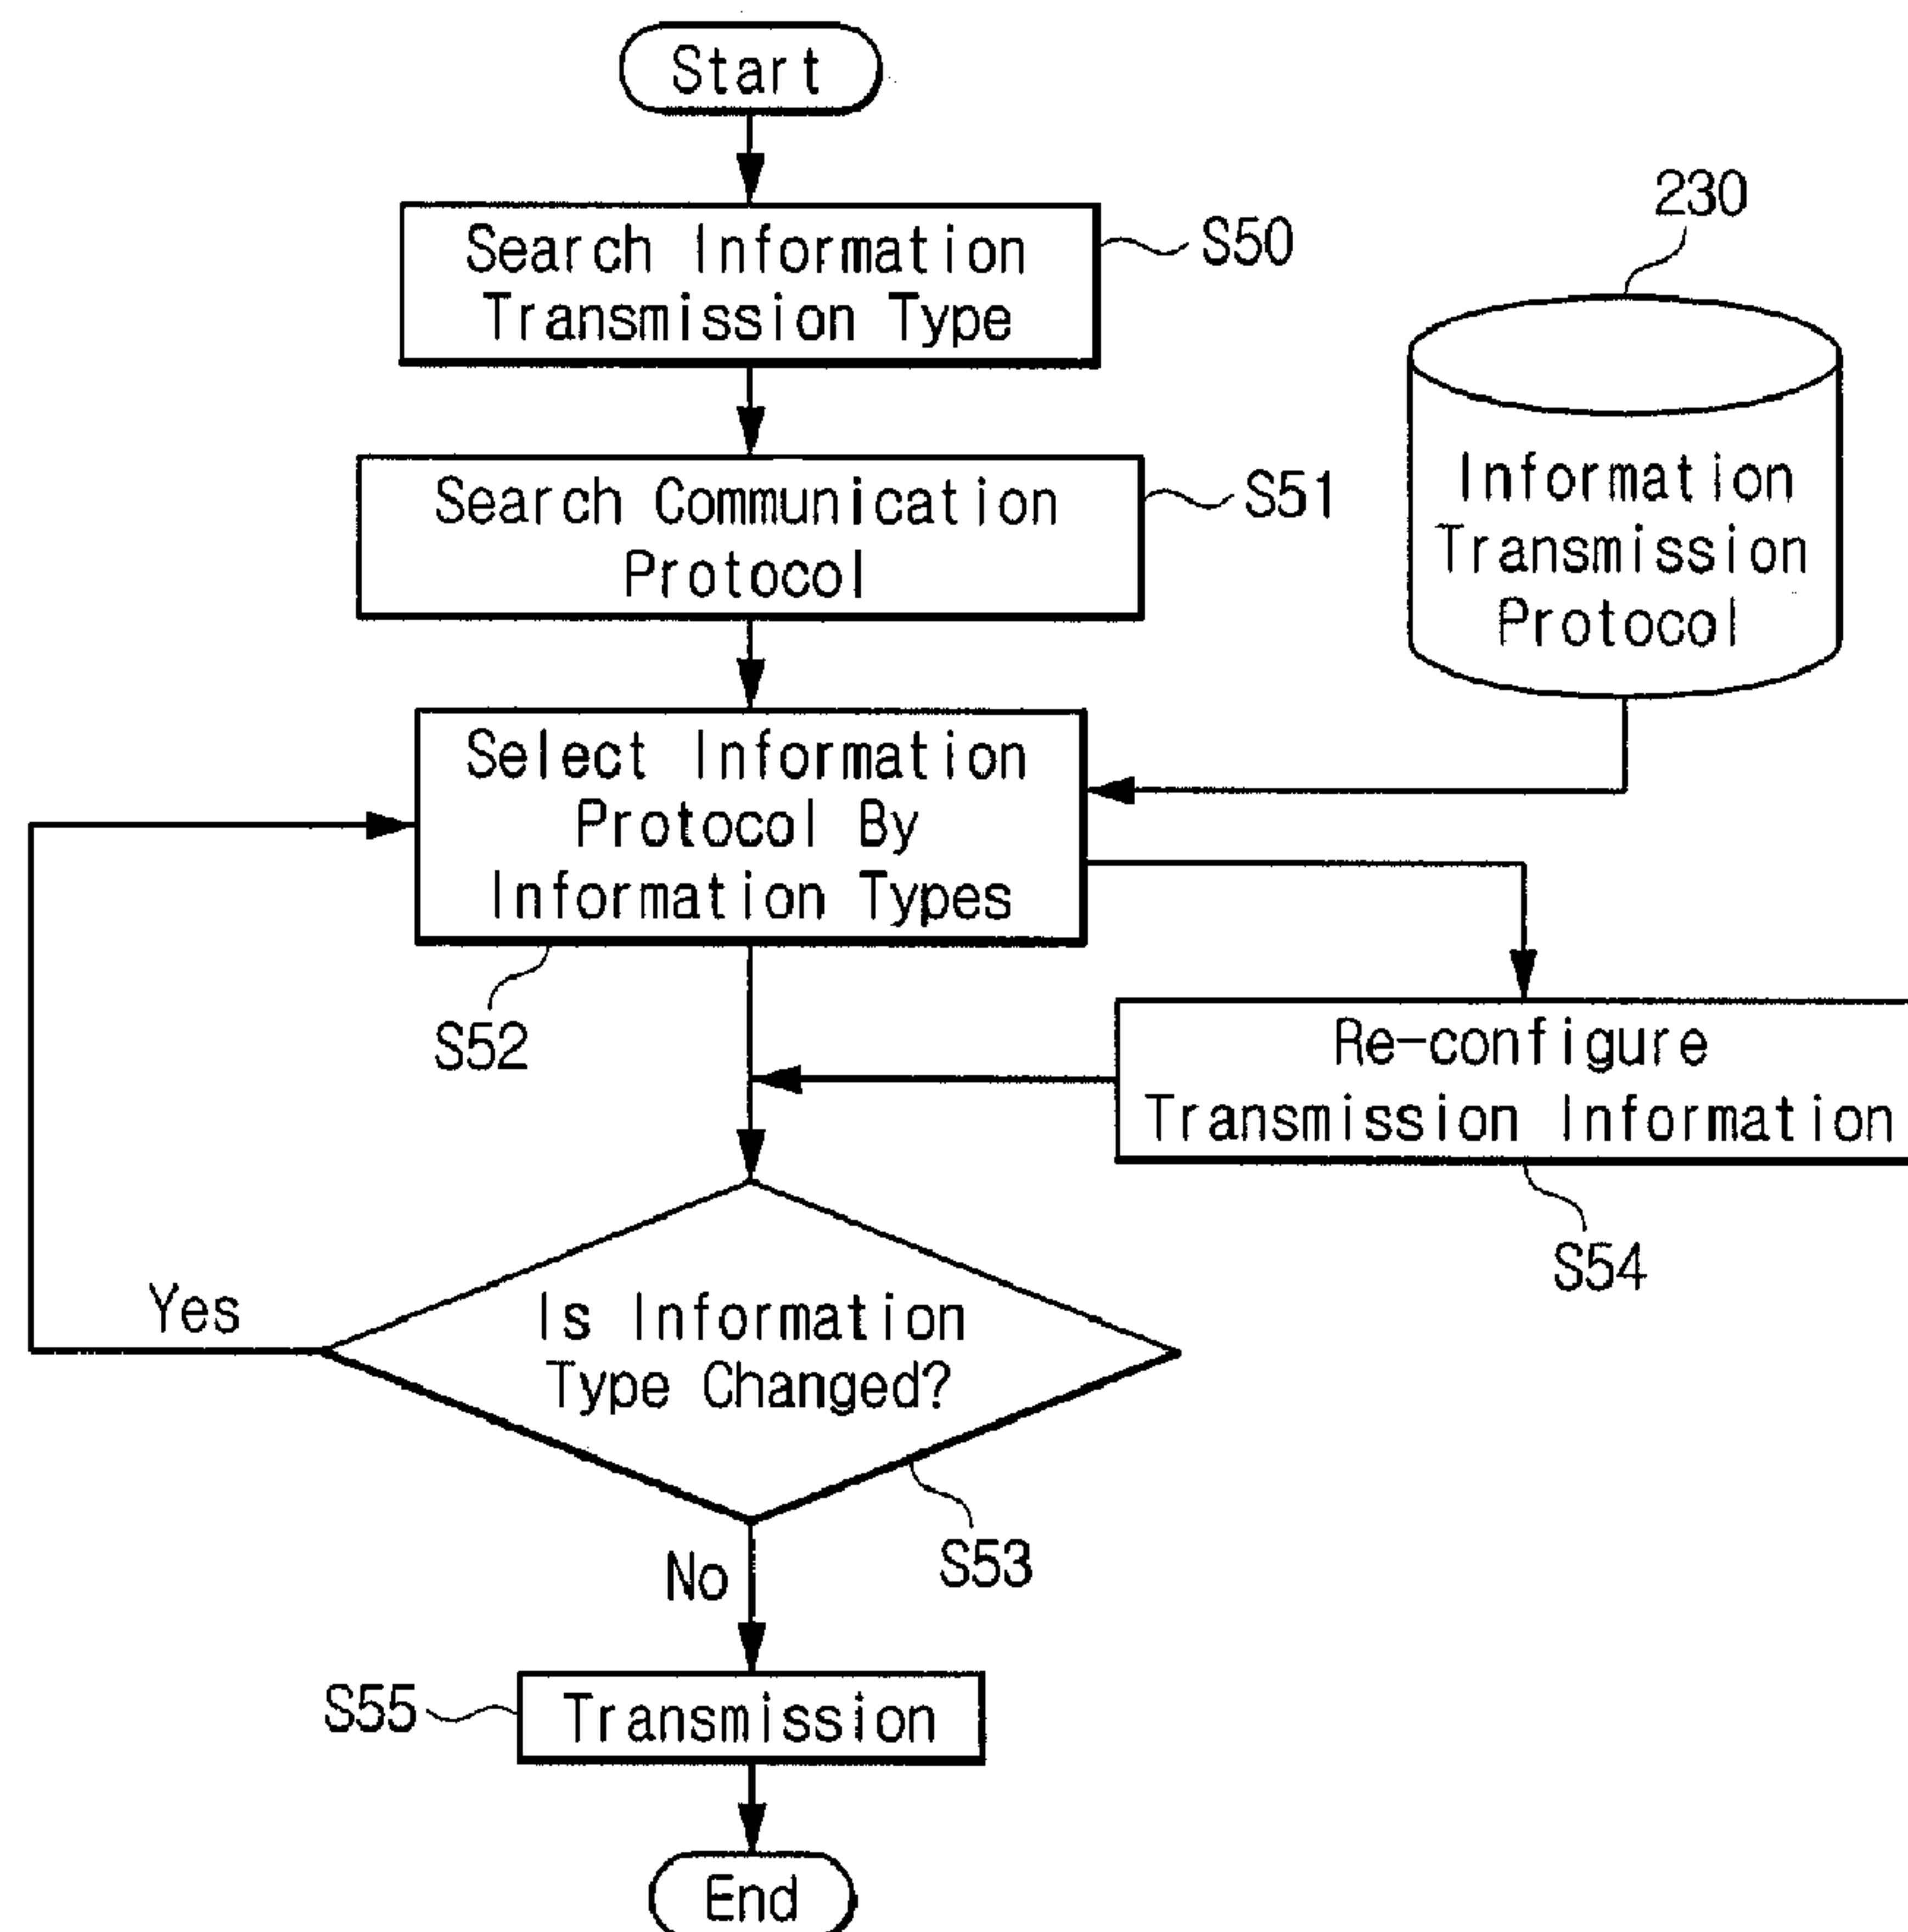 Start
Search Information
Transmission Type
S50
230
Search Communication
Protocol
S51
Information
Transmission
Protocol
Select Information
Protocol By
Information Types
S52
Re-configure
Transmission Information
S54
Yes
Is Information
Type Changed?
S53
No
S55
Transmission
End